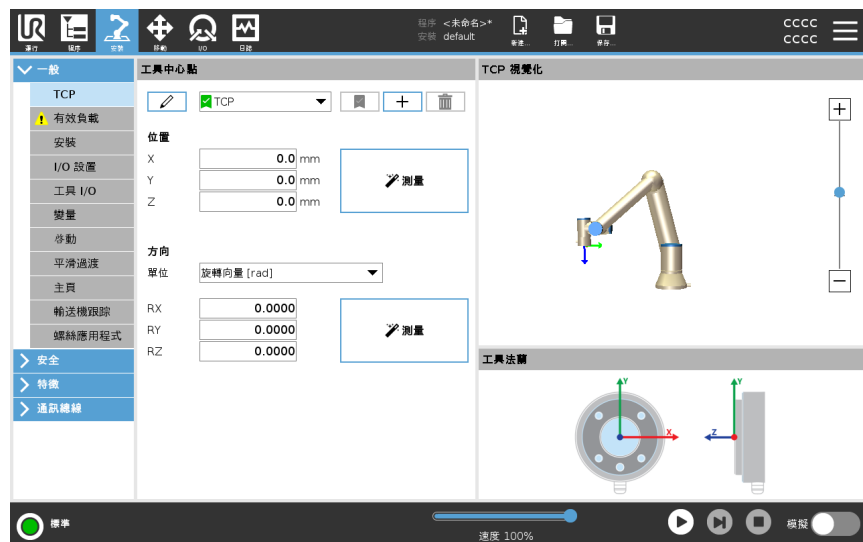 UR
運行
程序
安裝
移動
I/O
日誌
程序 <未命名>*
安裝 default
新建...
打開...
保存...
cccc
cccc
一般
TCP
有效負載
安裝
I/O 設置
工具 I/O
變量
啓動
平滑過渡
主頁
輸送機跟踪
螺絲應用程式
安全
特徵
通訊總線
工具中心點
TCP
位置
X 0.0 mm
Y 0.0 mm
Z 0.0 mm
測量
方向
單位 旋轉向量 [rad]
RX 0.0000
RY 0.0000
RZ 0.0000
測量
TCP 視覺化
工具法蘭
Y
X
Y
Z
標準
速度 100%
模擬